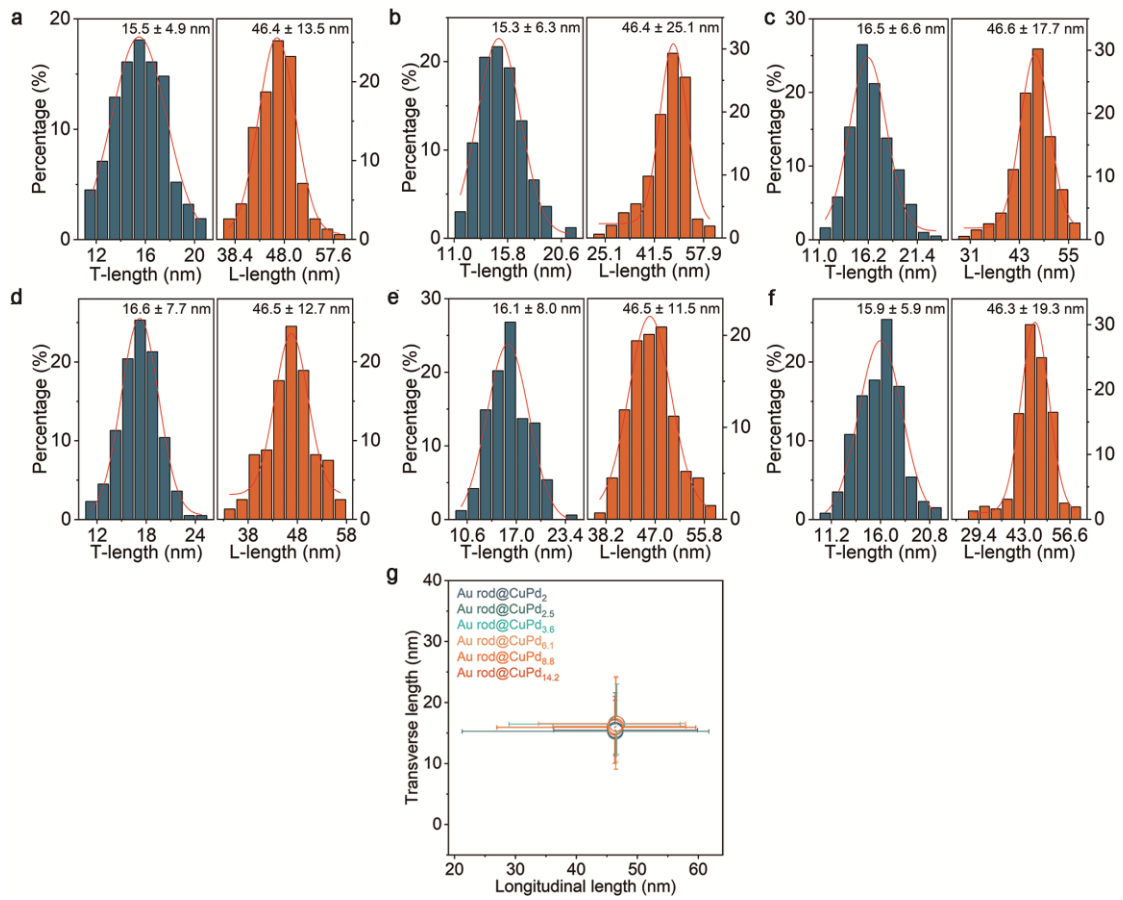 a
15.5 ± 4.9 nm
46.4 ± 13.5 nm
Percentage (%)
20
10
0
20
10
0
12 16 20
38.4 48.0 57.6
T-length (nm)
L-length (nm)
b
15.3 ± 6.3 nm
46.4 ± 25.1 nm
Percentage (%)
20
10
0
30
20
10
0
11.0 15.8 20.6
25.1 41.5 57.9
T-length (nm)
L-length (nm)
c
16.5 ± 6.6 nm
46.6 ± 17.7 nm
Percentage (%)
30
20
10
0
30
20
10
0
11.0 16.2 21.4
31 43 55
T-length (nm)
L-length (nm)
d
16.6 ± 7.7 nm
46.5 ± 12.7 nm
Percentage (%)
20
10
0
20
10
0
12 18 24
38 48 58
T-length (nm)
L-length (nm)
e
16.1 ± 8.0 nm
46.5 ± 11.5 nm
Percentage (%)
30
20
10
0
20
10
0
10.6 17.0 23.4
38.2 47.0 55.8
T-length (nm)
L-length (nm)
f
15.9 ± 5.9 nm
46.3 ± 19.3 nm
Percentage (%)
20
10
0
30
20
10
0
11.2 16.0 20.8
29.4 43.0 56.6
T-length (nm)
L-length (nm)
g
Au rod@CuPd2
Au rod@CuPd2.5
Au rod@CuPd3.6
Au rod@CuPd6.1
Au rod@CuPd8.8
Au rod@CuPd14.2
Transverse length (nm)
40
30
20
10
0
20 30 40 50 60
Longitudinal length (nm)